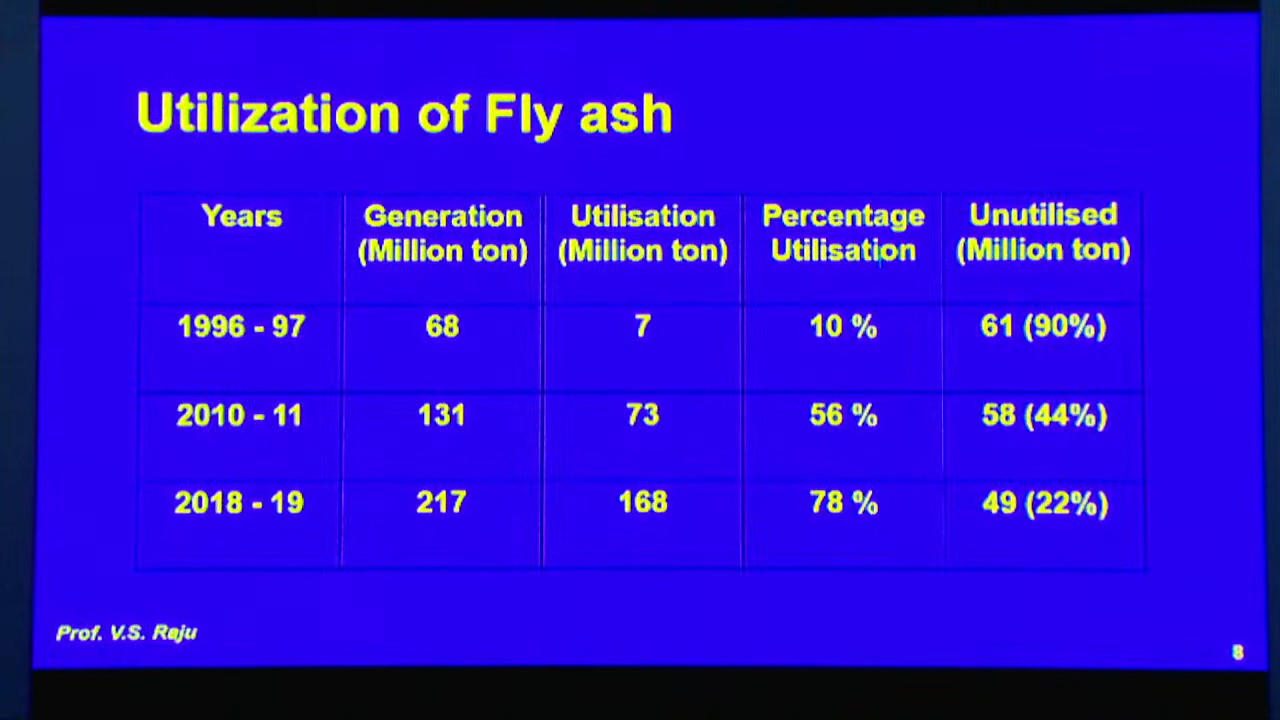 Utilization of Fly ash
Years Generation (Million ton) Utilisation (Million ton) Percentage Utilisation Unutilised (Million ton)
1996 - 97 68 7 10 % 61 (90%)
2010 - 11 131 73 56 % 58 (44%)
2018 - 19 217 168 78 % 49 (22%)
Prof. V.S. Raju
8